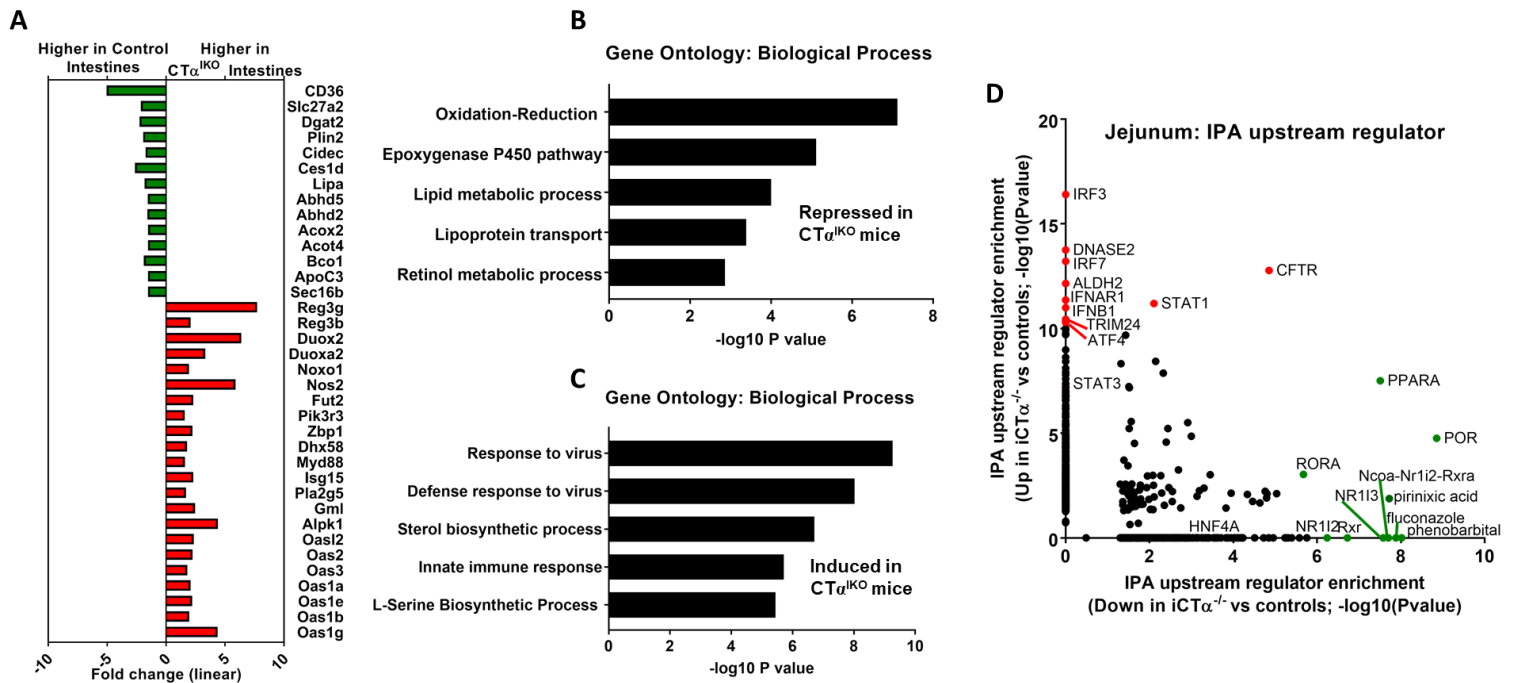 A
Higher in Control
Intestines
Higher in
CTα^IKO Intestines
CD36
Slc27a2
Dgat2
Plin2
Cidec
Ces1d
Lipa
Abhd5
Abhd2
Acox2
Acot4
Bco1
ApoC3
Sec16b
Reg3g
Reg3b
Duox2
Duoxa2
Noxo1
Nos2
Fut2
Pik3r3
Zbp1
Dhx58
Myd88
Isg15
Pla2g5
Gml
Alpk1
Oasl2
Oas2
Oas3
Oas1a
Oas1e
Oas1b
Oas1g
-10 -5 0 5 10
Fold change (linear)
B
Gene Ontology: Biological Process
Oxidation-Reduction
Epoxygenase P450 pathway
Lipid metabolic process
Lipoprotein transport
Retinol metabolic process
Repressed in
CTα^IKO mice
0 2 4 6 8
-log10 P value
C
Gene Ontology: Biological Process
Response to virus
Defense response to virus
Sterol biosynthetic process
Innate immune response
L-Serine Biosynthetic Process
Induced in
CTα^IKO mice
0 2 4 6 8 10
-log10 P value
D
Jejunum: IPA upstream regulator
IPA upstream regulator enrichment
(Up in iCTα^-/- vs controls; -log10(Pvalue)
20
15
10
5
0
IRF3
DNASE2
IRF7
CFTR
ALDH2
IFNAR1
STAT1
IFNB1
TRIM24
ATF4
STAT3
PPARA
POR
RORA
Ncoa-Nr1i2-Rxra
NR1I3
pirinixic acid
fluconazole
HNF4A
NR1I2
Rxr
phenobarbital
0 2 4 6 8 10
IPA upstream regulator enrichment
(Down in iCTα^-/- vs controls; -log10(Pvalue)